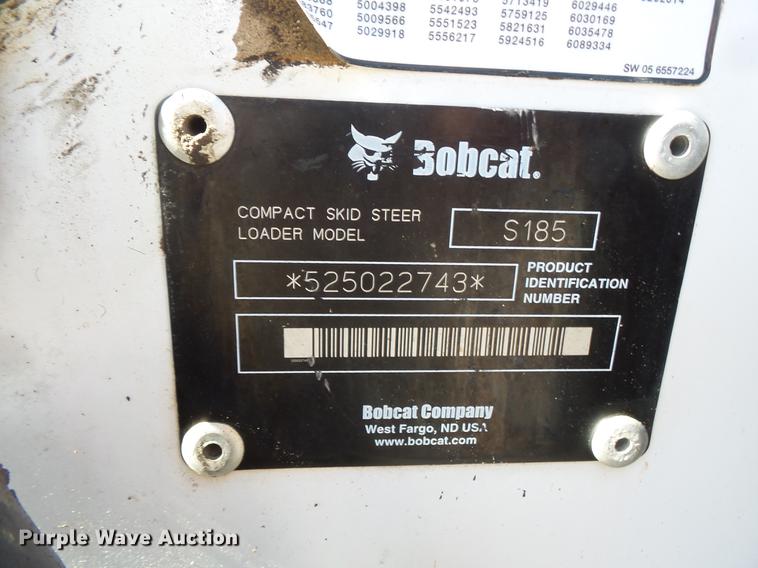 5004398
5009566
5029918
5542493
5551523
5556217
5713419
5759125
5821631
5924516
6029446
6030169
6035478
6089334
SW 05 6557224
Bobcat.
COMPACT SKID STEER
LOADER MODEL
S185
*525022743*
PRODUCT
IDENTIFICATION
NUMBER
Bobcat Company
West Fargo, ND USA
www.bobcat.com
Purple Wave Auction